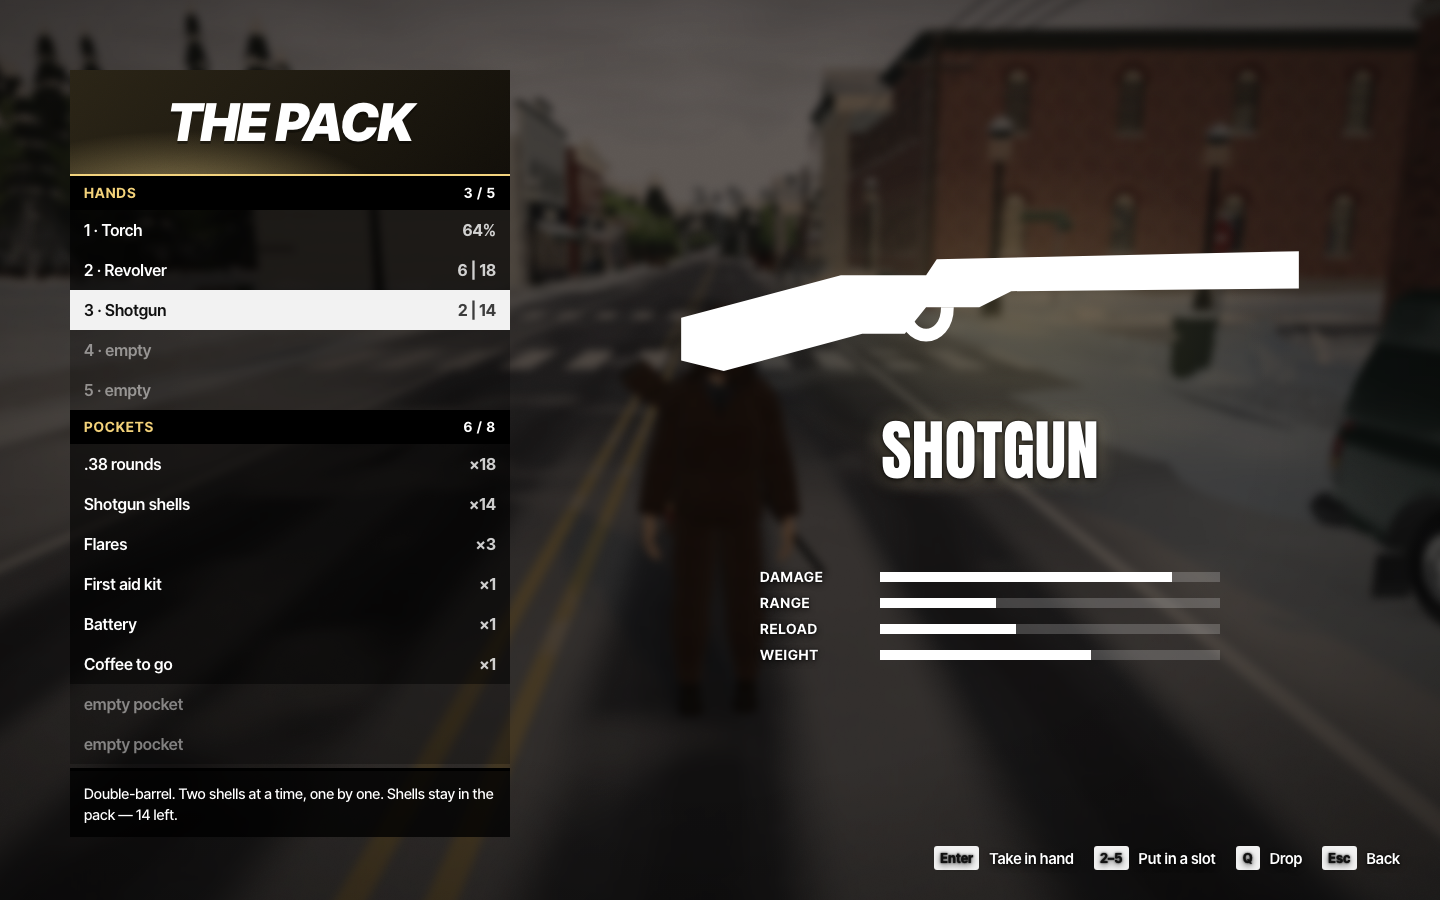 THE PACK
HANDS 3 / 5
1 · Torch 64%
2 · Revolver 6 | 18
3 · Shotgun 2 | 14
4 · empty
5 · empty
POCKETS 6 / 8
.38 rounds ×18
Shotgun shells ×14
Flares ×3
First aid kit ×1
Battery ×1
Coffee to go ×1
empty pocket
empty pocket
Double-barrel. Two shells at a time, one by one. Shells stay in the
pack — 14 left.
SHOTGUN
DAMAGE
RANGE
RELOAD
WEIGHT
Enter Take in hand 2–5 Put in a slot Q Drop Esc Back